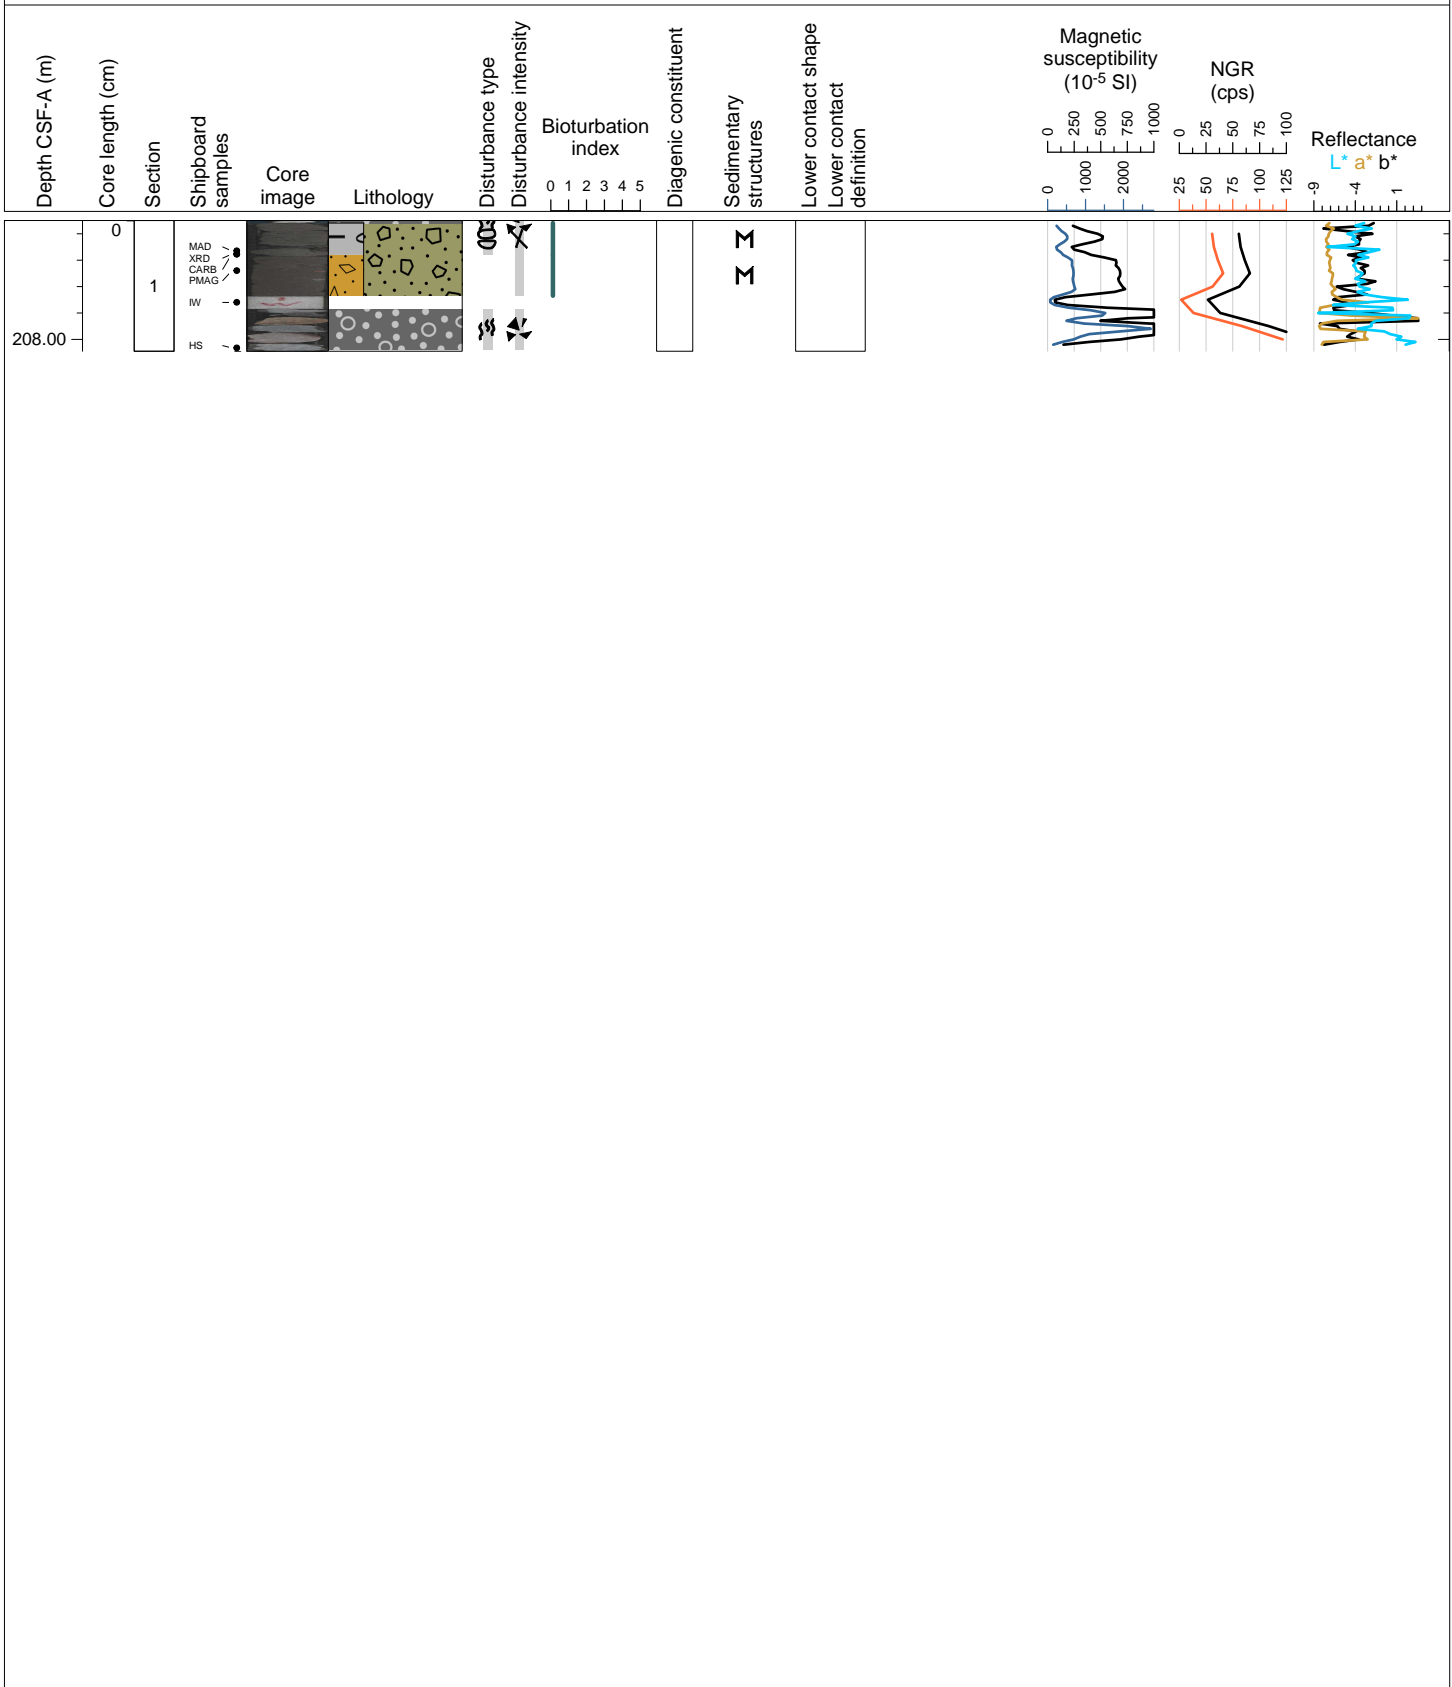 Depth CSF-A (m)
Core length (cm)
Section
Shipboard
samples
Core
image
Lithology
Disturbance type
Disturbance intensity
Bioturbation
index
0 1 2 3 4 5
Diagenic constituent
Sedimentary
structures
Lower contact shape
Lower contact
definition
Magnetic
susceptibility
(10-5 SI)
0 250 500 750 1000
0 1000 2000
NGR
(cps)
0 25 50 75 100
25 50 75 100 125
Reflectance
L* a* b*
-9 -4 1
0
MAD
XRD
CARB
PMAG
1
IW
208.00
HS